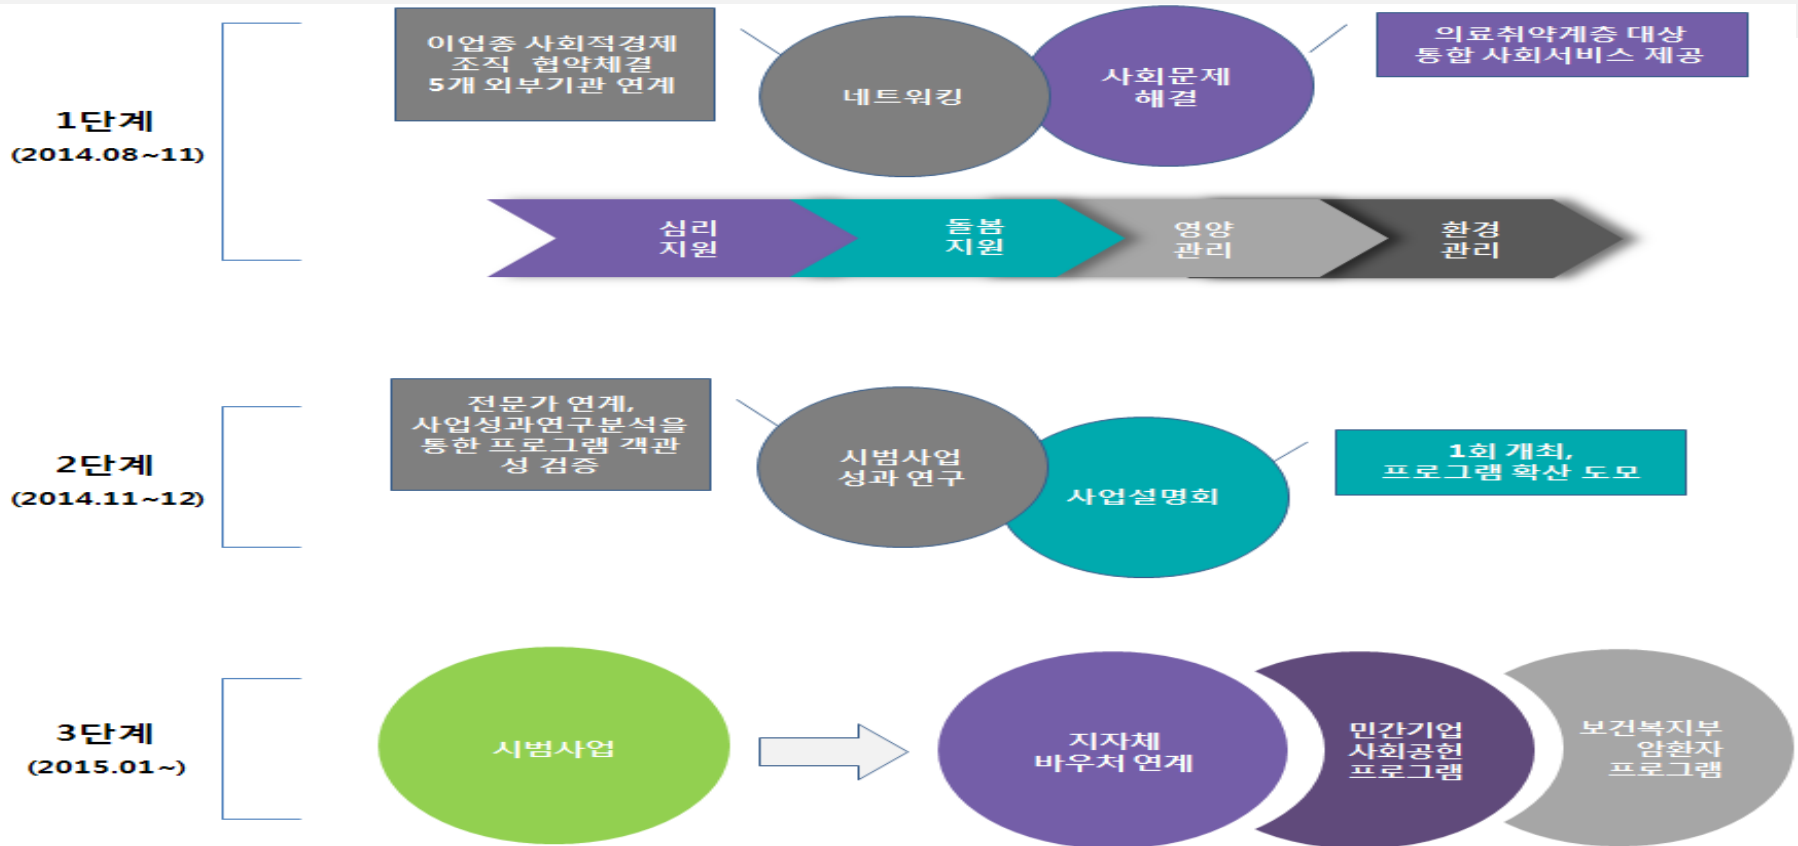 1단계
(2014.08~11)
이업종 사회적경제
조직 협약체결
5개 외부기관 연계
네트워킹
사회문제
해결
의료취약계층 대상
통합 사회서비스 제공
심리
지원
돌봄
지원
영양
관리
환경
관리
2단계
(2014.11~12)
전문가 연계,
사업성과연구분석을
통한 프로그램 객관
성 검증
시범사업
성과 연구
사업설명회
1회 개최,
프로그램 확산 도모
3단계
(2015.01~)
시범사업
지자체
바우처 연계
민간기업
사회공헌
프로그램
보건복지부
암환자
프로그램